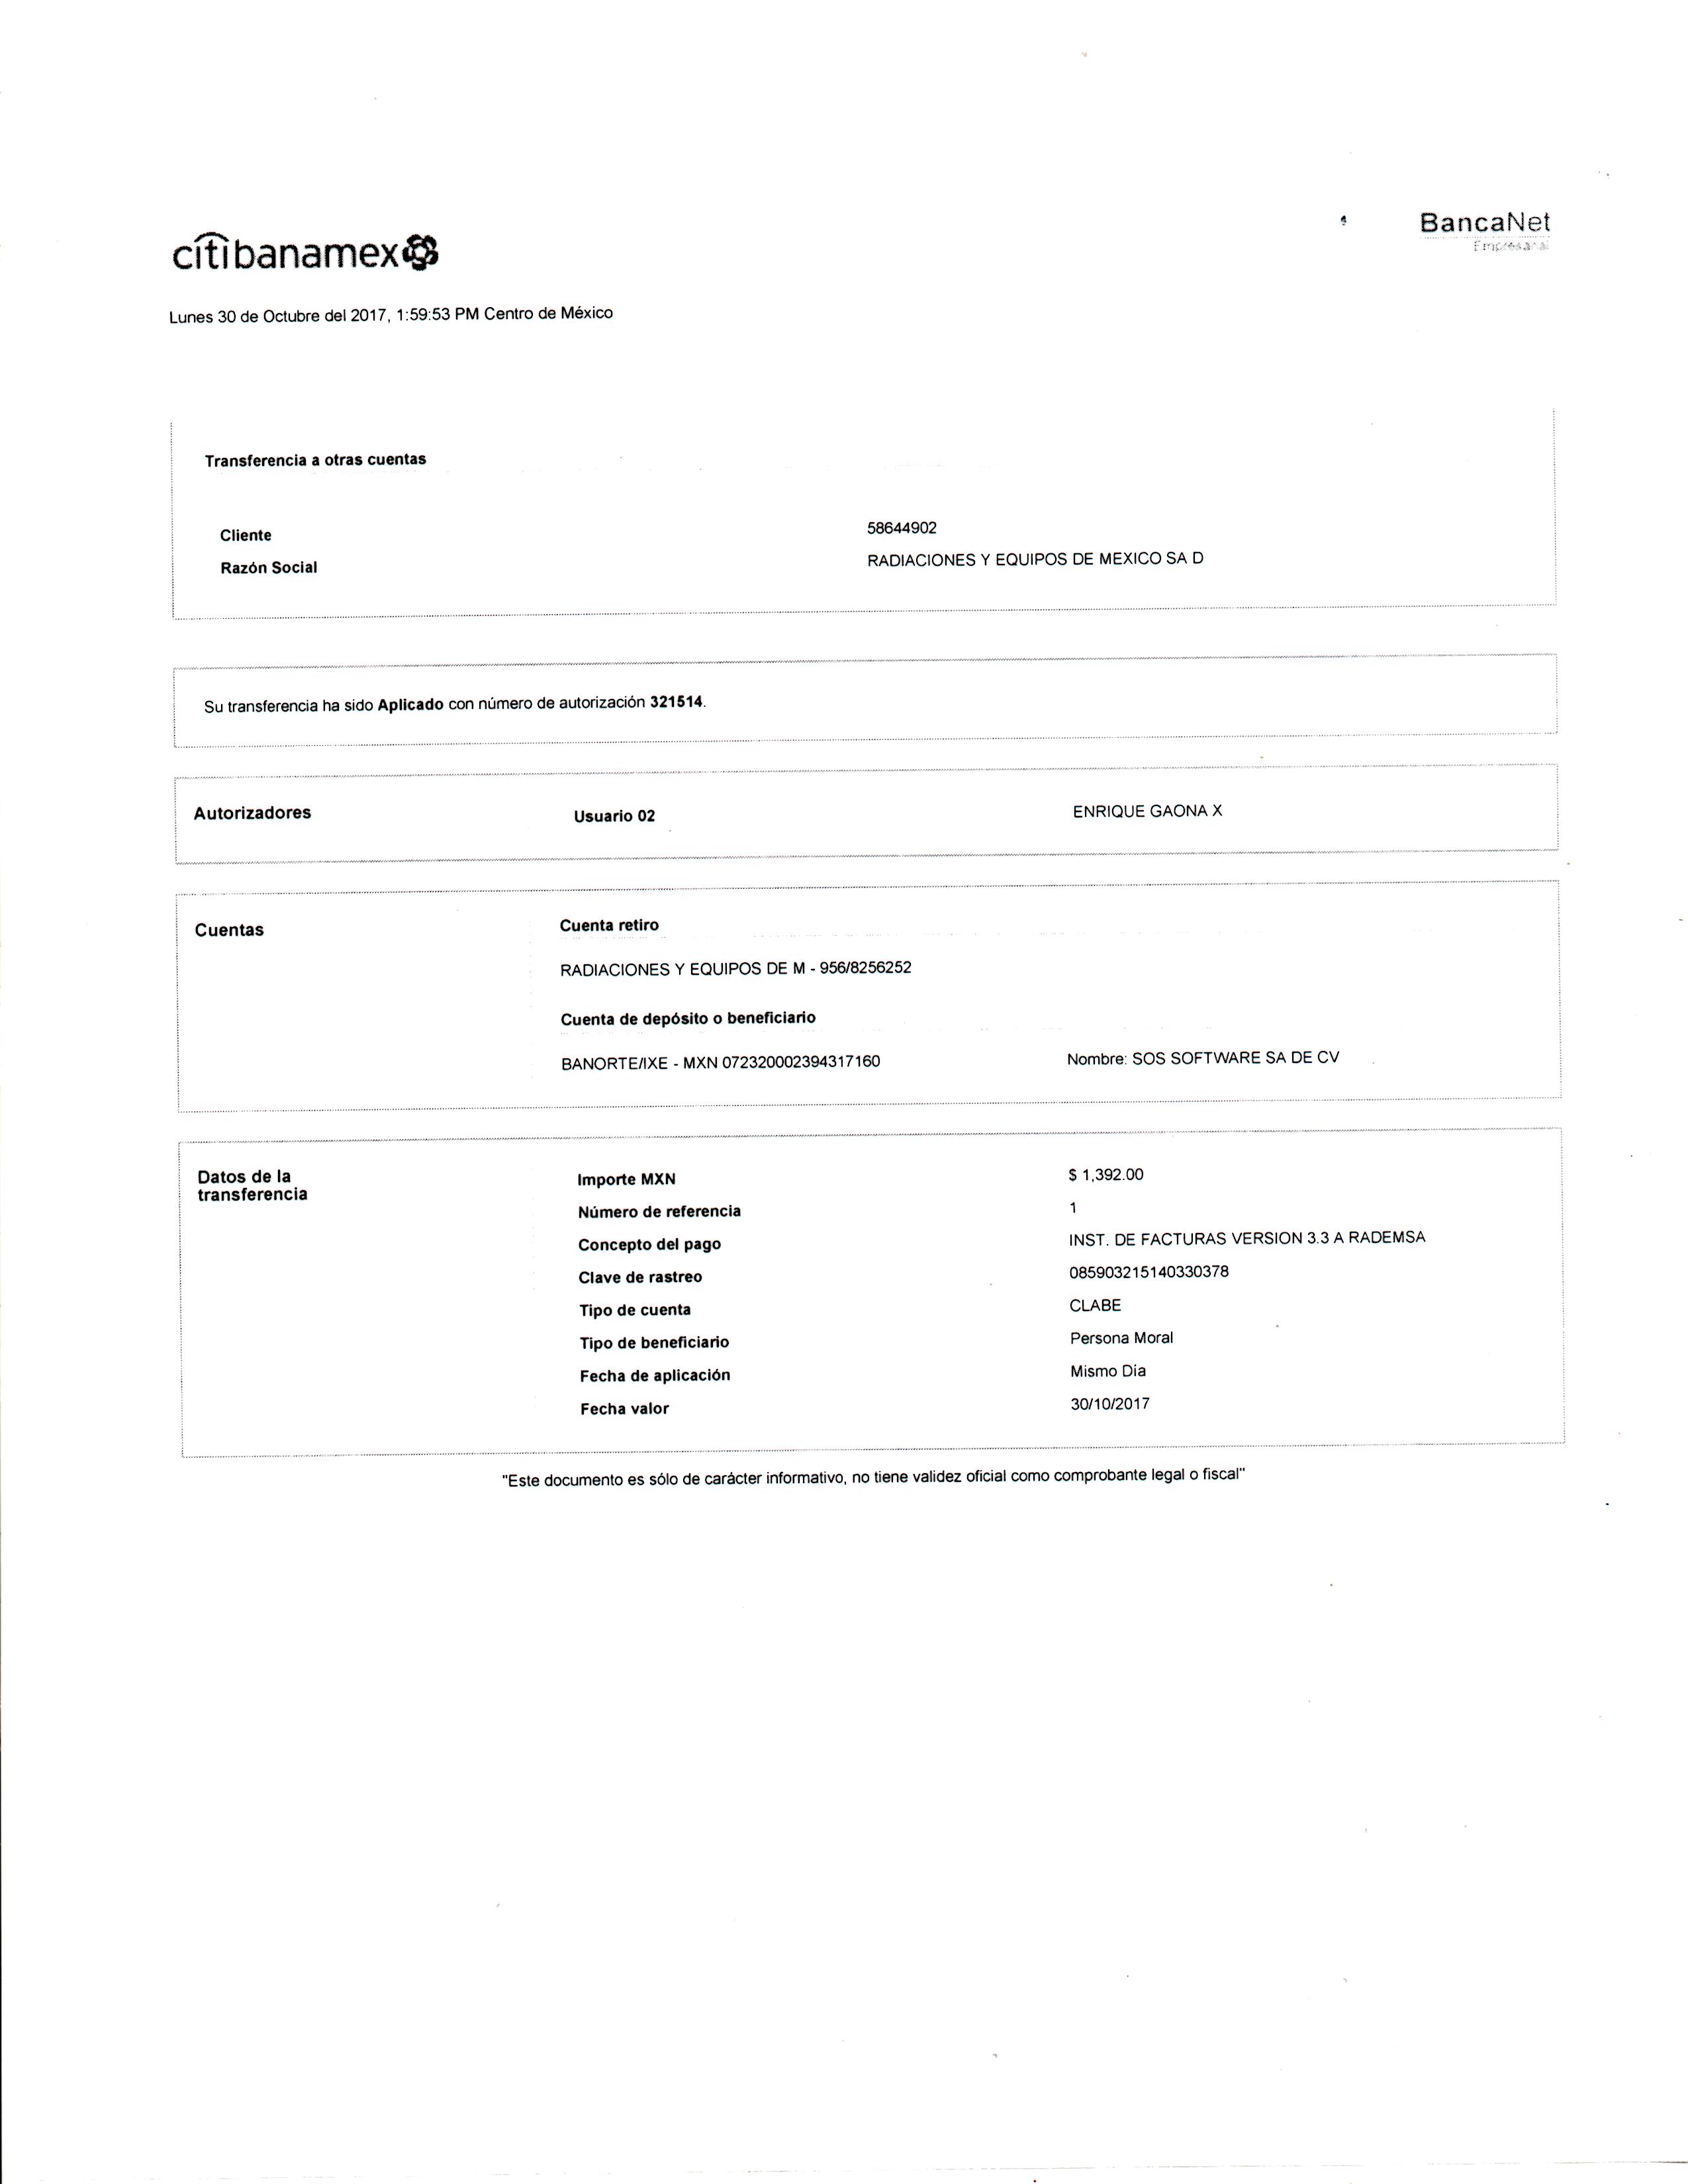 citibanamex
BancaNet
Empresarial
Lunes 30 de Octubre del 2017, 1:59:53 PM Centro de México
Transferencia a otras cuentas
Cliente 58644902
Razón Social RADIACIONES Y EQUIPOS DE MEXICO SA D
Su transferencia ha sido Aplicado con número de autorización 321514.
Autorizadores Usuario 02 ENRIQUE GAONA X
Cuentas Cuenta retiro
RADIACIONES Y EQUIPOS DE M - 956/8256252
Cuenta de depósito o beneficiario
BANORTE/IXE - MXN 072320002394317160 Nombre: SOS SOFTWARE SA DE CV
Datos de la
transferencia
Importe MXN $ 1,392.00
Número de referencia 1
Concepto del pago INST. DE FACTURAS VERSION 3.3 A RADEMSA
Clave de rastreo 085903215140330378
Tipo de cuenta CLABE
Tipo de beneficiario Persona Moral
Fecha de aplicación Mismo Dia
Fecha valor 30/10/2017
"Este documento es sólo de carácter informativo, no tiene validez oficial como comprobante legal o fiscal"